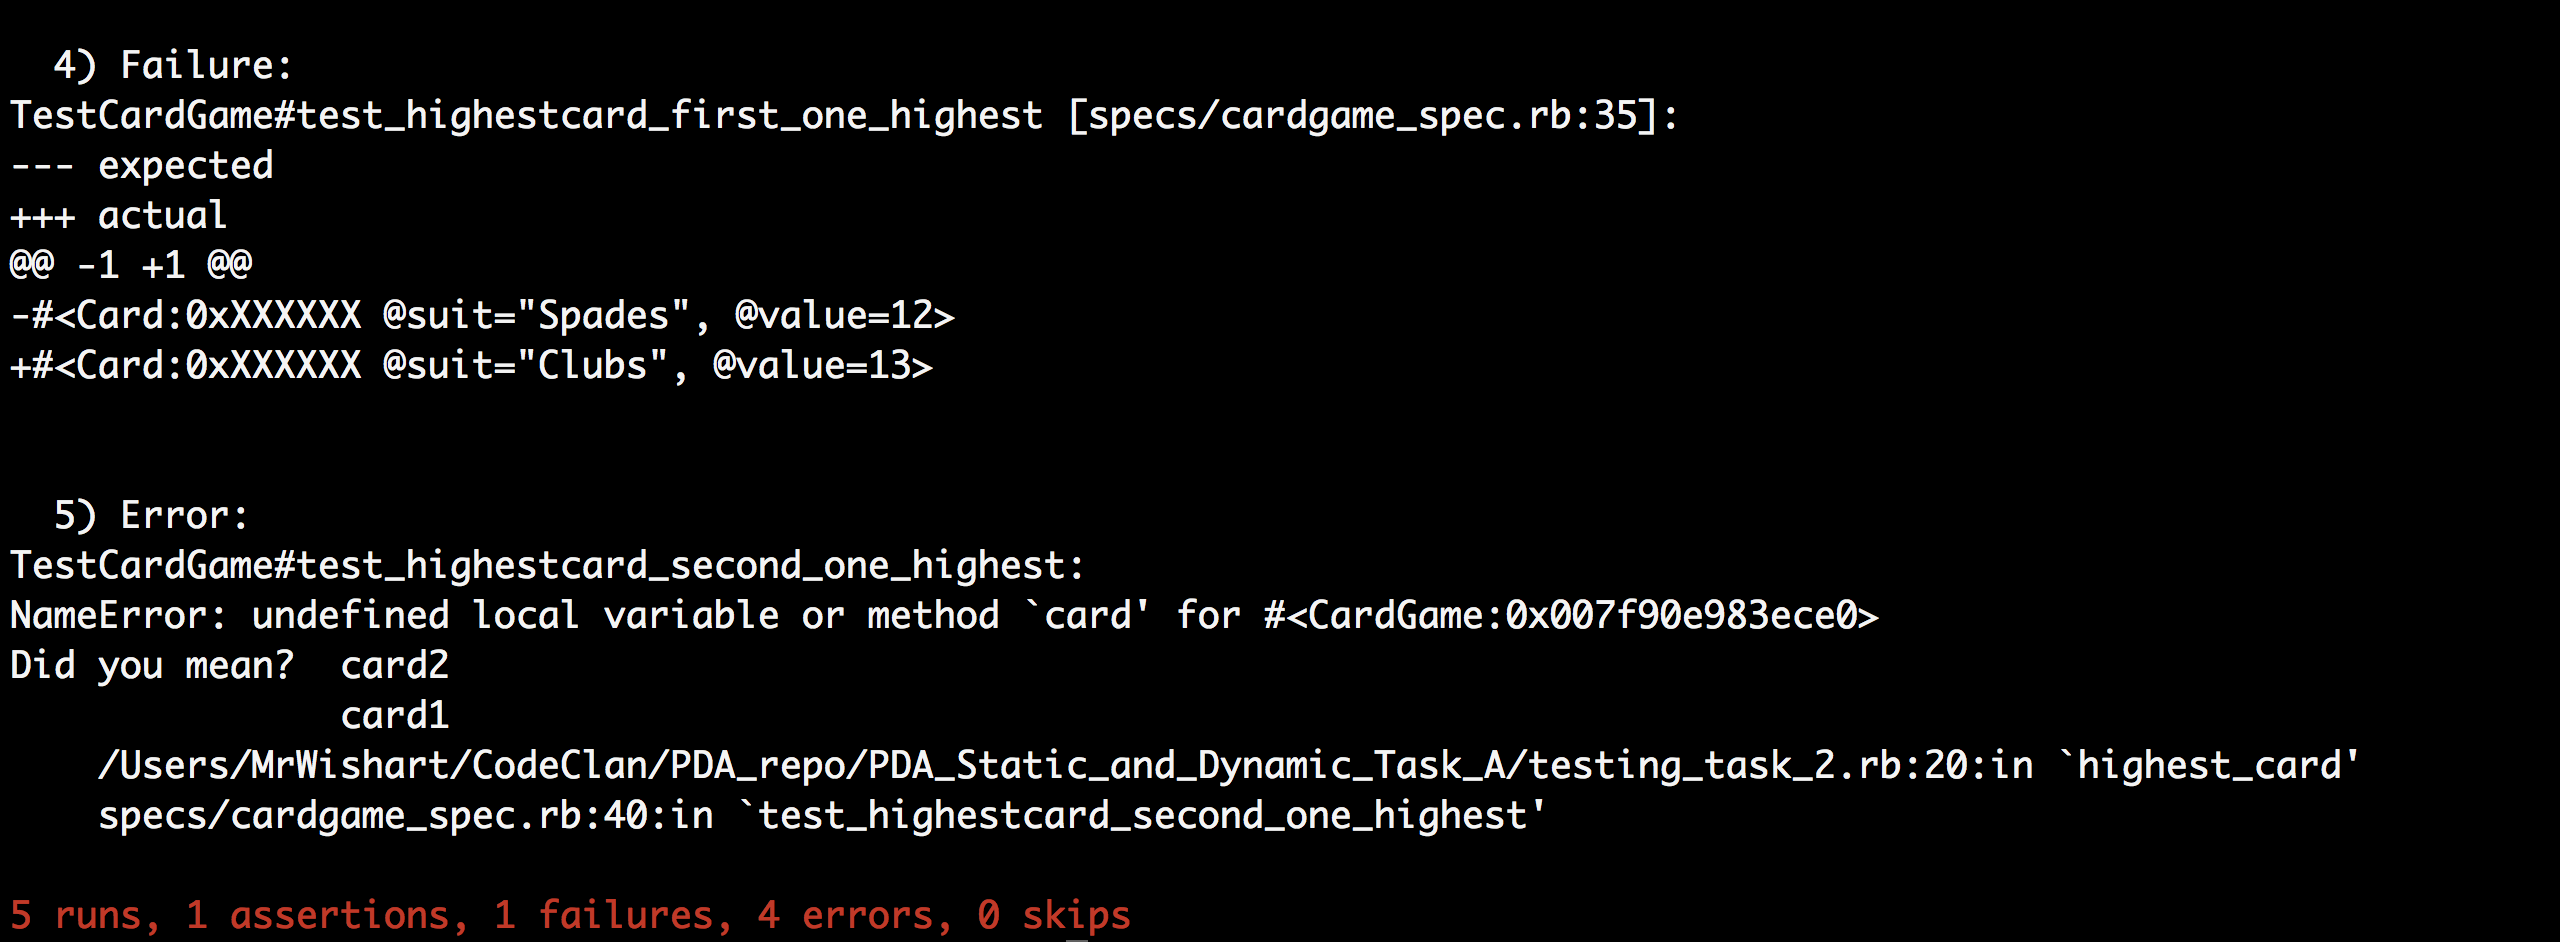 4) Failure:
TestCardGame#test_highestcard_first_one_highest [specs/cardgame_spec.rb:35]:
--- expected
+++ actual
@@ -1 +1 @@
-#<Card:0xXXXXXX @suit="Spades", @value=12>
+#<Card:0xXXXXXX @suit="Clubs", @value=13>
5) Error:
TestCardGame#test_highestcard_second_one_highest:
NameError: undefined local variable or method `card' for #<CardGame:0x007f90e983ece0>
Did you mean?  card2
card1
/Users/MrWishart/CodeClan/PDA_repo/PDA_Static_and_Dynamic_Task_A/testing_task_2.rb:20:in `highest_card'
specs/cardgame_spec.rb:40:in `test_highestcard_second_one_highest'
5 runs, 1 assertions, 1 failures, 4 errors, 0 skips